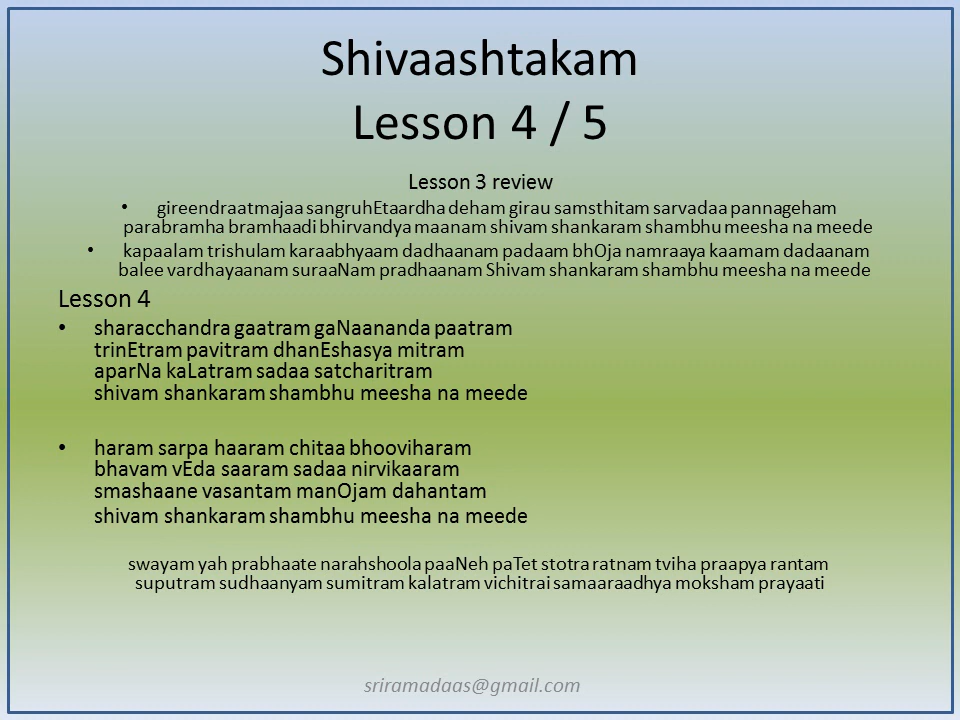 Shivaashtakam
Lesson 4 / 5
Lesson 3 review
• gireendraatmajaa sangruhEtaardha deham girau samsthitam sarvadaa pannageham
parabramha bramhaadi bhirvandya maanam shivam shankaram shambhu meesha na meede
• kapaalam trishulam karaabhyaam dadhaanam padaam bhOja namraaya kaamam dadaanam
balee vardhayaanam suraaNam pradhaanam Shivam shankaram shambhu meesha na meede
Lesson 4
• sharacchandra gaatram gaNaananda paatram
trinEtram pavitram dhanEshasya mitram
aparNa kaLatram sadaa satcharitram
shivam shankaram shambhu meesha na meede
• haram sarpa haaram chitaa bhooviharam
bhavam vEda saaram sadaa nirvikaaram
smashaane vasantam manOjam dahantam
shivam shankaram shambhu meesha na meede
swayam yah prabhaate narahshoola paaNeh paTet stotra ratnam tviha praapya rantam
suputram sudhaanyam sumitram kalatram vichitrai samaaraadhya moksham prayaati
sriramadaas@gmail.com